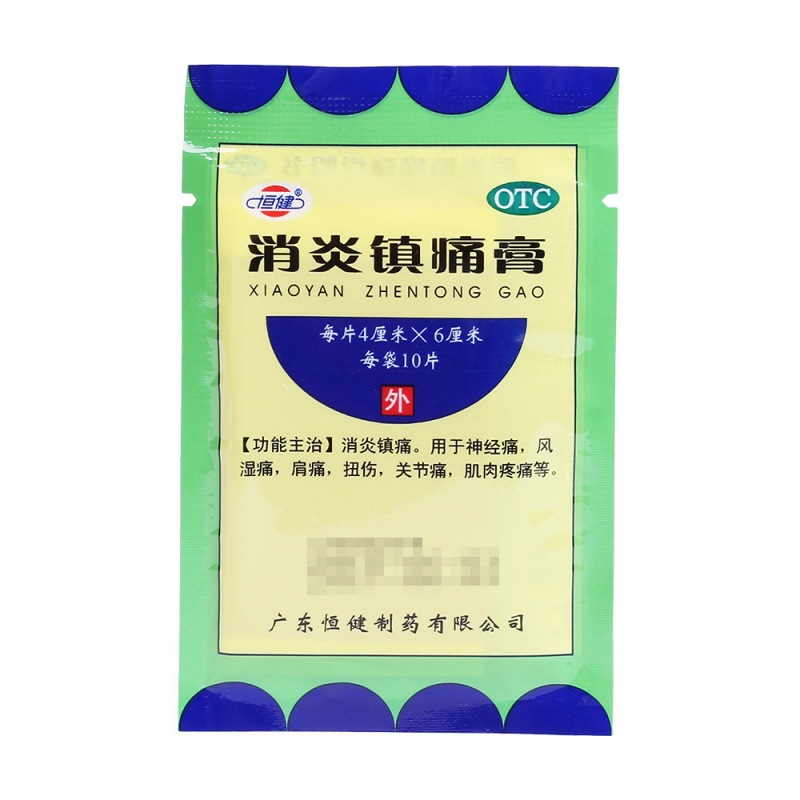 恒健®
OTC
消炎镇痛膏
XIAOYAN ZHENTONG GAO
每片4厘米×6厘米
每袋10片
外
【功能主治】消炎镇痛。用于神经痛，风
湿痛，肩痛，扭伤，关节痛，肌肉疼痛等。
广东恒健制药有限公司